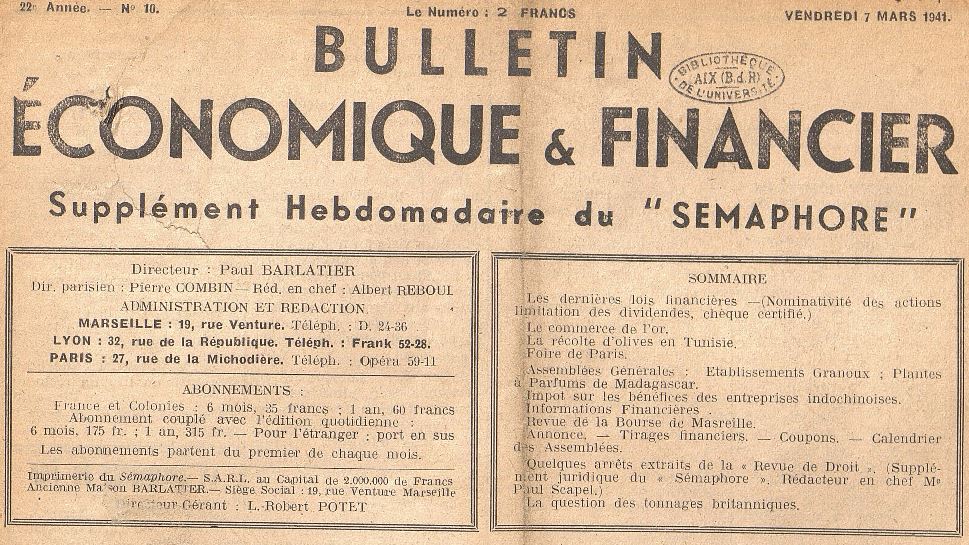 22e Année. — No 10.
Le Numéro : 2 FRANCS
VENDREDI 7 MARS 1941.
BULLETIN
BIBLIOTHÈQUE
AIX (B.d.R)
DE L'UNIVERSITÉ
ÉCONOMIQUE & FINANCIER
Supplément Hebdomadaire du "SEMAPHORE"
Directeur : Paul BARLATIER
Dir. parisien : Pierre COMBIN — Réd. en chef : Albert REBOUL
ADMINISTRATION ET REDACTION
MARSEILLE : 19, rue Venture. Téléph. : D. 24-36
LYON : 32, rue de la République. Téléph. : Frank 52-28.
PARIS : 27, rue de la Michodière. Téléph. : Opéra 59-11
ABONNEMENTS :
France et Colonies : 6 mois, 35 francs ; 1 an, 60 francs
Abonnement couplé avec l'édition quotidienne :
6 mois, 175 fr. ; 1 an, 315 fr. — Pour l'étranger : port en sus
Les abonnements partent du premier de chaque mois.
Imprimerie du Sémaphore. — S.A.R.L. au Capital de 2.000.000 de Francs
Ancienne Maison BARLATIER. — Siège Social : 19, rue Venture Marseille
Directeur-Gérant : L.-Robert POTET
SOMMAIRE
Les dernières lois financières — (Nominativité des actions
limitation des dividendes, chèque certifié.)
Le commerce de l'or.
La récolte d'olives en Tunisie.
Foire de Paris.
Assemblées Générales : Etablissements Granoux ; Plantes
à Parfums de Madagascar.
Impot sur les bénéfices des entreprises indochinoises.
Informations Financières .
Revue de la Bourse de Masreille.
Annonce. — Tirages financiers. — Coupons. — Calendrier
des Assemblées.
Quelques arrêts extraits de la « Revue de Droit ». (Supplé-
ment juridique du « Sémaphore ». Rédacteur en chef Me
Paul Scapel.)
La question des tonnages britanniques.